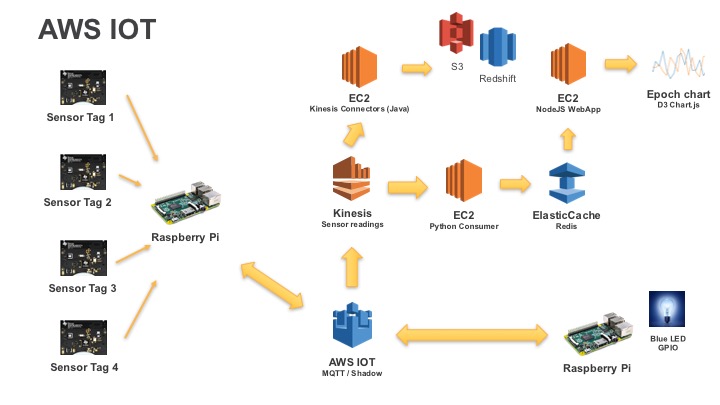 AWS IOT
Sensor Tag 1
Sensor Tag 2
Sensor Tag 3
Sensor Tag 4
Raspberry Pi
EC2
Kinesis Connectors (Java)
S3
Redshift
EC2
NodeJS WebApp
Epoch chart
D3 Chart.js
Kinesis
Sensor readings
EC2
Python Consumer
ElasticCache
Redis
AWS IOT
MQTT / Shadow
Raspberry Pi
Blue LED
GPIO